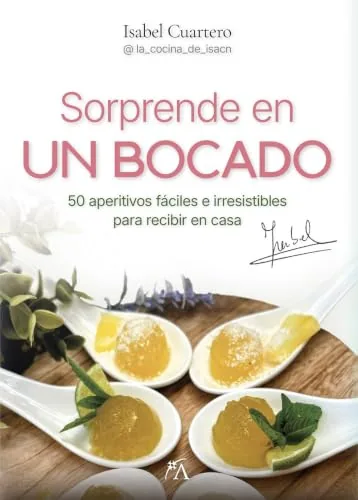 Isabel Cuartero
@ la_cocina_de_isacn
Sorprende en
UN BOCADO
50 aperitivos fáciles e irresistibles
para recibir en casa
Isabel